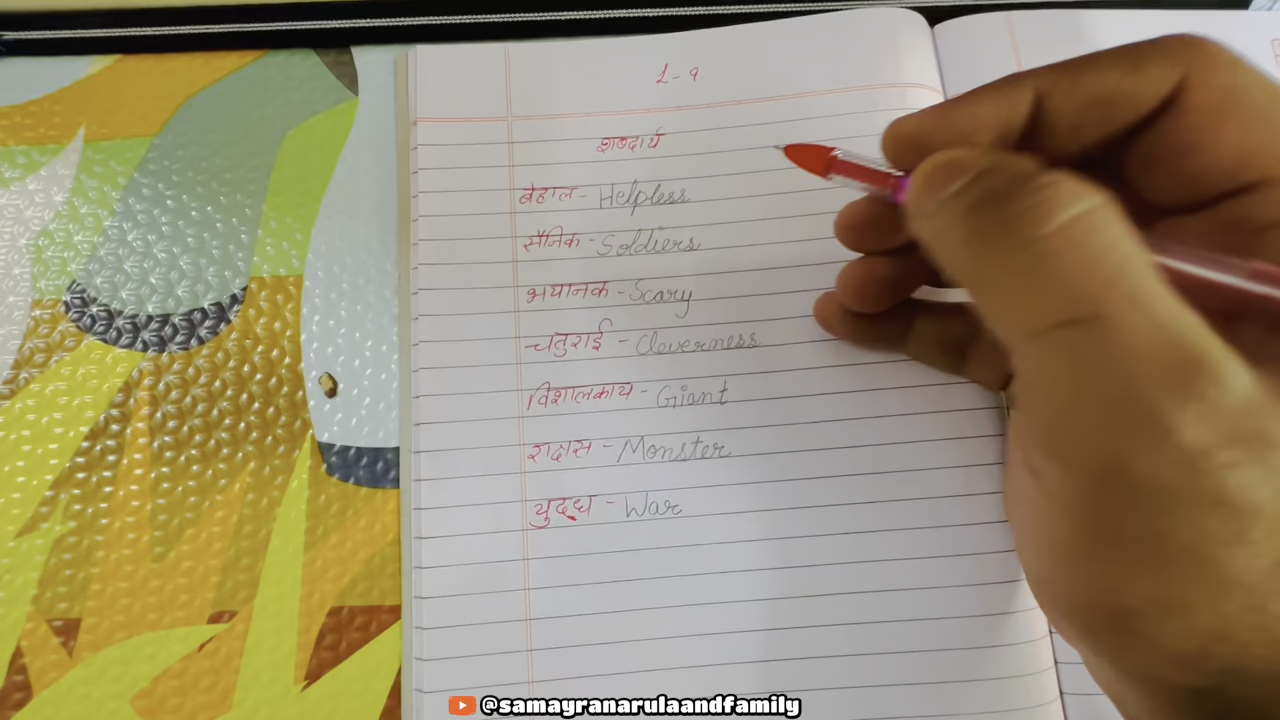 L-9
शब्दार्थ
बेहाल - Helpless
सैनिक - Soldiers
भयानक - Scary
चतुराई - Cleverness
विशालकाय - Giant
राक्षस - Monster
युद्ध - War
@samayranarulaandfamily